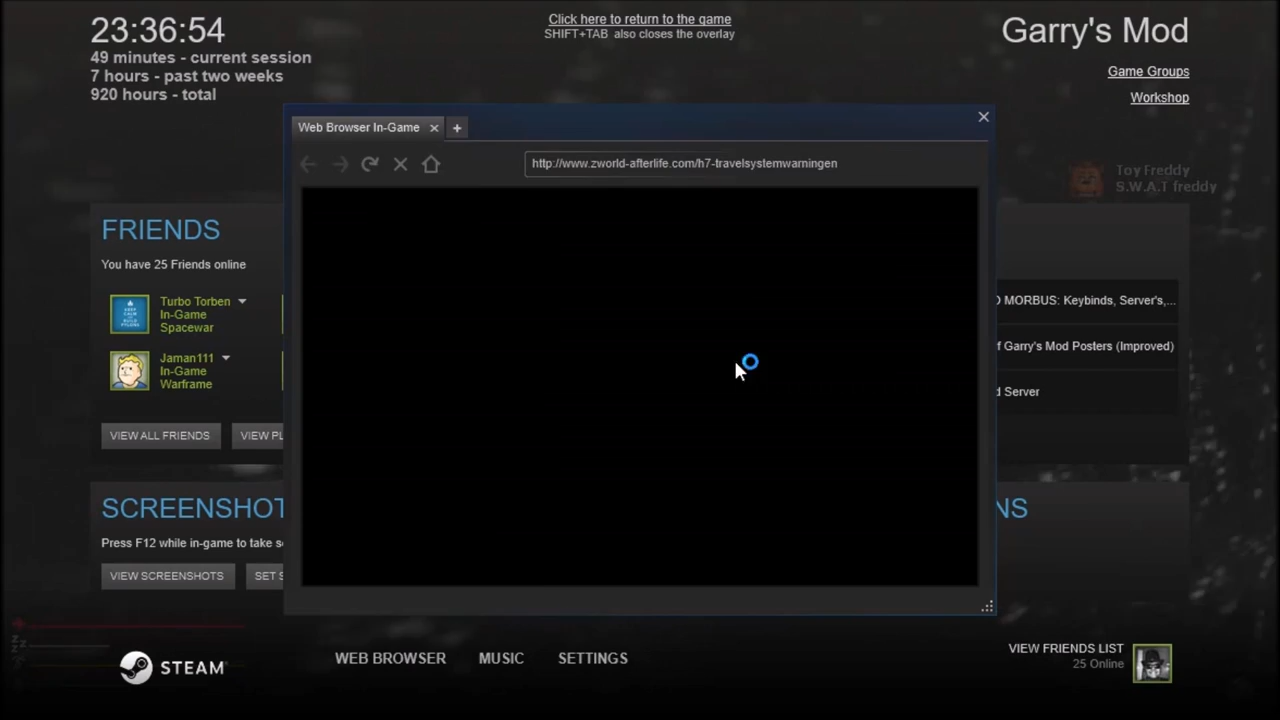 23:36:54
49 minutes - current session
7 hours - past two weeks
920 hours - total
Click here to return to the game
SHIFT+TAB also closes the overlay
Garry's Mod
Game Groups
Workshop
Web Browser In-Game
http://www.zworld-afterlife.com/h7-travelsystemwarningen
Toy Freddy
S.W.A.T freddy
FRIENDS
You have 25 Friends online
Turbo Torben
In-Game
Spacewar
Jaman111
In-Game
Warframe
VIEW ALL FRIENDS
VIEW PL
MORBUS: Keybinds, Server's,...
f Garry's Mod Posters (Improved)
d Server
SCREENSHOT
Press F12 while in-game to take s
VIEW SCREENSHOTS
SET S
NS
STEAM
WEB BROWSER
MUSIC
SETTINGS
VIEW FRIENDS LIST
25 Online